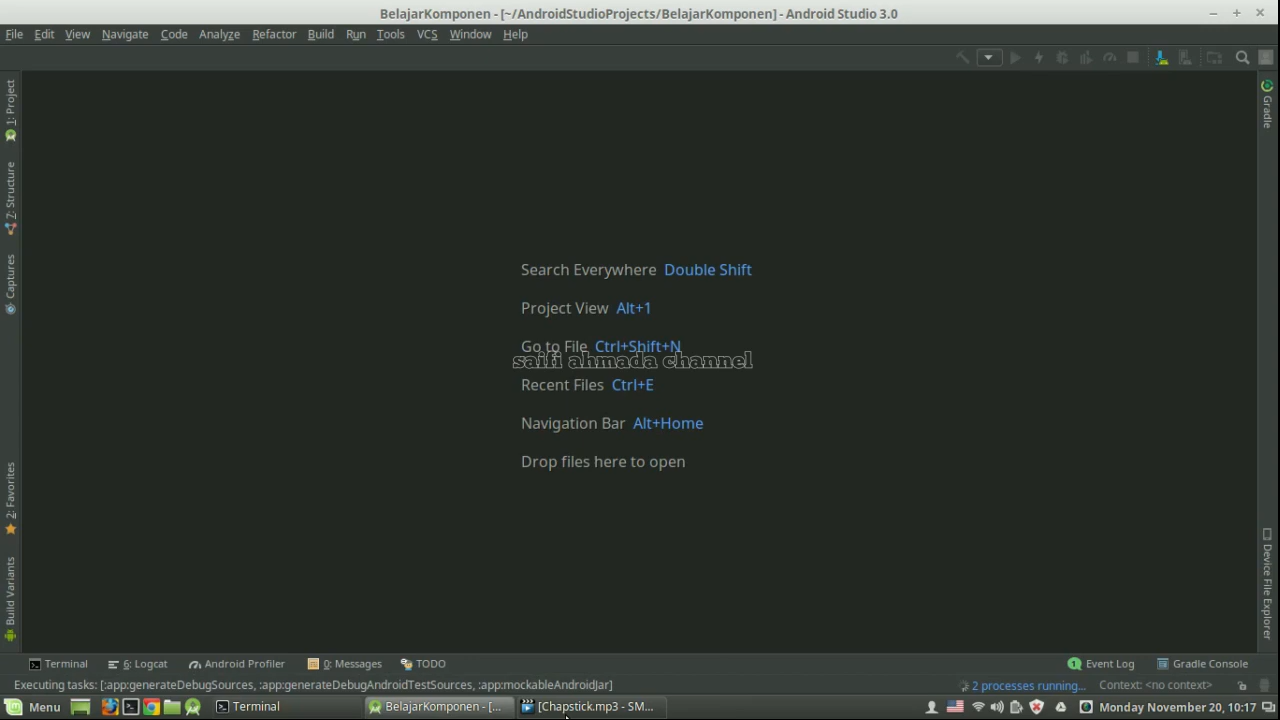 BelajarKomponen - [~/AndroidStudioProjects/BelajarKomponen] - Android Studio 3.0
File Edit View Navigate Code Analyze Refactor Build Run Tools VCS Window Help
1: Project
7: Structure
Captures
2: Favorites
Build Variants
Gradle
Device File Explorer
Search Everywhere Double Shift
Project View Alt+1
Go to File Ctrl+Shift+N
saifi ahmada channel
Recent Files Ctrl+E
Navigation Bar Alt+Home
Drop files here to open
Terminal 6: Logcat Android Profiler 0: Messages TODO 1 Event Log Gradle Console
Executing tasks: [:app:generateDebugSources, :app:generateDebugAndroidTestSources, :app:mockableAndroidJar] 2 processes running... Context: <no context>
Menu Terminal BelajarKomponen - [... [Chapstick.mp3 - SM... Monday November 20, 10:17